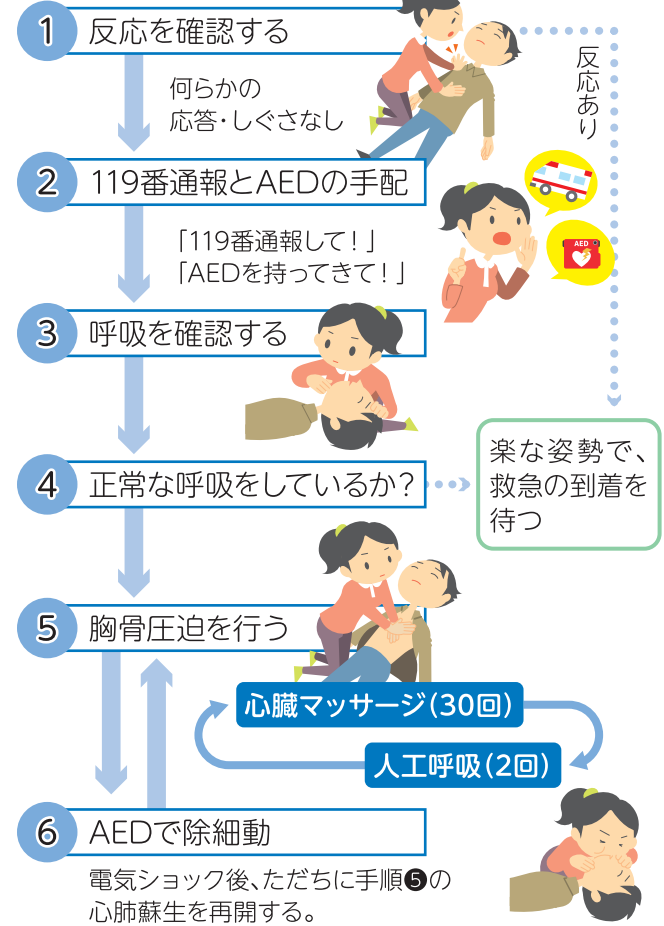 1 反応を確認する
何らかの
応答・しぐさなし
反応あり
2 119番通報とAEDの手配
「119番通報して！」
「AEDを持ってきて！」
AED
3 呼吸を確認する
4 正常な呼吸をしているか？
楽な姿勢で、
救急の到着を
待つ
5 胸骨圧迫を行う
心臓マッサージ（30回）
人工呼吸（2回）
6 AEDで除細動
電気ショック後、ただちに手順❺の
心肺蘇生を再開する。